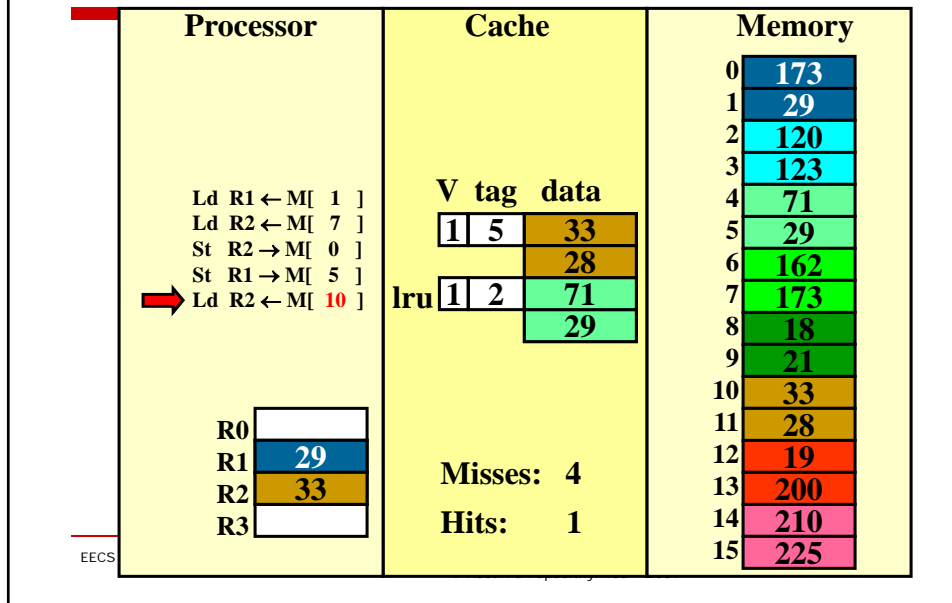 Processor
Ld R1 ← M[ 1 ]
Ld R2 ← M[ 7 ]
St R2 → M[ 0 ]
St R1 → M[ 5 ]
Ld R2 ← M[ 10 ]
R0
R1 29
R2 33
R3
Cache
V tag data
1 5 33
28
lru 1 2 71
29
Misses: 4
Hits: 1
Memory
0 173
1 29
2 120
3 123
4 71
5 29
6 162
7 173
8 18
9 21
10 33
11 28
12 19
13 200
14 210
15 225
EECS